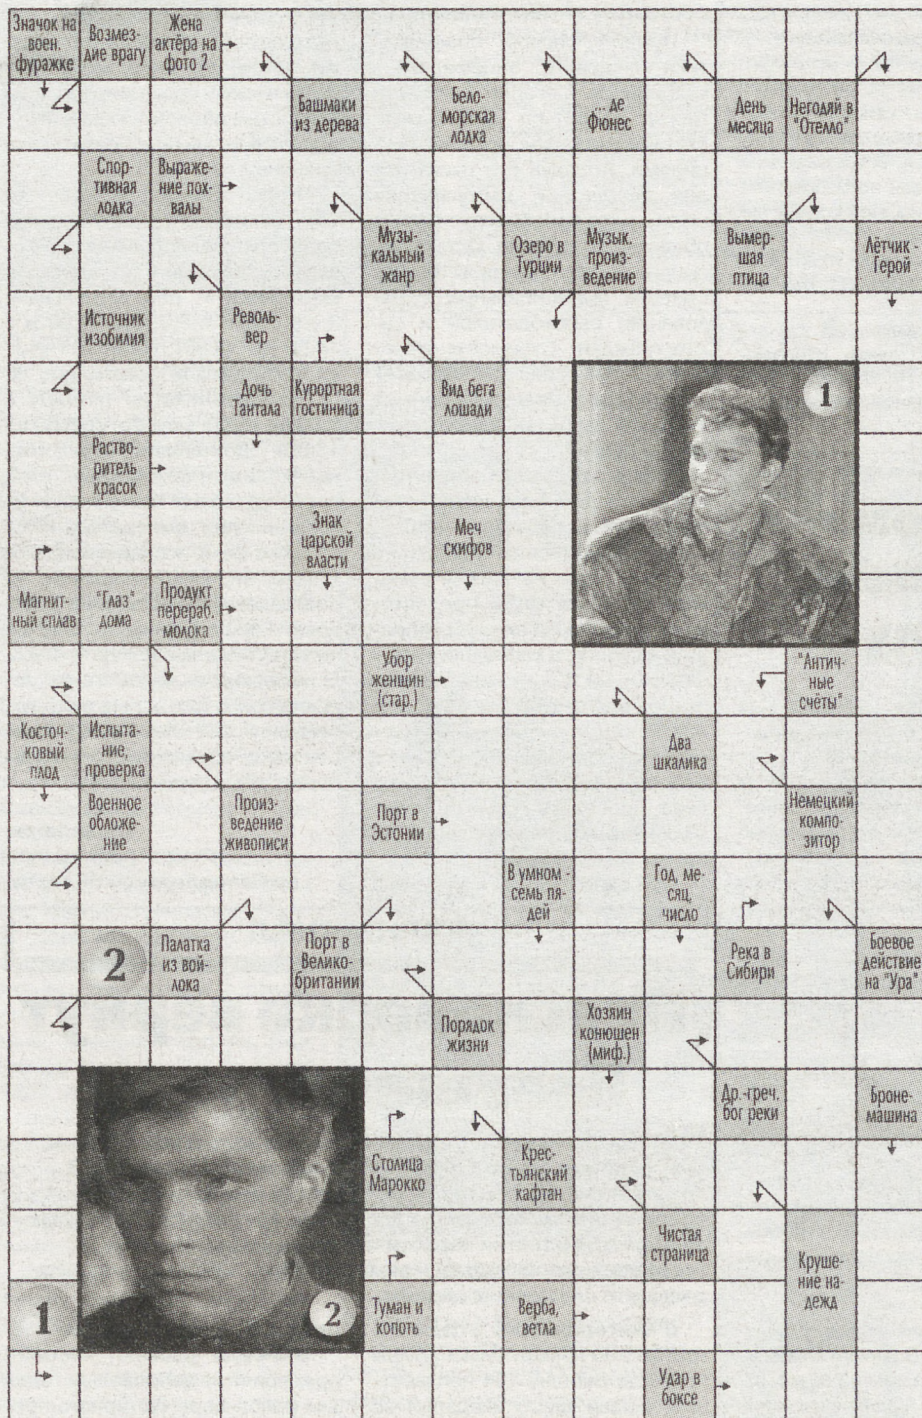 Значок на
воен.
фуражке
Возмез-
дие врагу
Жена
актёра на
фото 2
Башмаки
из дерева
Бело-
морская
лодка
... де
Фюнес
День
месяца
Негодяй в
"Отелло"
Спор-
тивная
лодка
Выраже-
ние пох-
валы
Музы-
кальный
жанр
Озеро в
Турции
Музык.
произ-
ведение
Вымер-
шая
птица
Лётчик -
Герой
Источник
изобилия
Револь-
вер
Дочь
Тантала
Курортная
гостиница
Вид бега
лошади
1
Раство-
ритель
красок
Знак
царской
власти
Меч
скифов
Магнит-
ный сплав
"Глаз"
дома
Продукт
перераб.
молока
Убор
женщин
(стар.)
"Антич-
ные
счёты"
Косточ-
ковый
плод
Испыта-
ние,
проверка
Два
шкалика
Военное
обложе-
ние
Произ-
ведение
живописи
Порт в
Эстонии
Немецкий
компо-
зитор
В умном -
семь пя-
дей
Год, ме-
сяц,
число
2
Палатка
из вой-
лока
Порт в
Велико-
британии
Река в
Сибири
Боевое
действие
на "Ура"
Порядок
жизни
Хозяин
конюшен
(миф.)
Др.-греч.
бог реки
Броне-
машина
Столица
Марокко
Крес-
тьянский
кафтан
Чистая
страница
Круше-
ние на-
дежд
1
2
Туман и
копоть
Верба,
ветла
Удар в
боксе